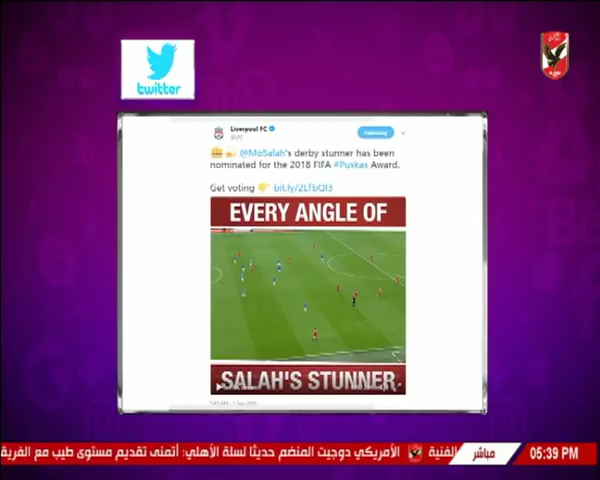 twitter
Liverpool FC
@LFC
Following
@MoSalah's derby stunner has been
nominated for the 2018 FIFA #Puskas Award.
Get voting bit.ly/2LTbQt3
EVERY ANGLE OF
SALAH'S STUNNER
05:39 PM
مباشر
الفنية
الأمريكي دوجيت المنضم حديثا لسلة الأهلي: أتمنى تقديم مستوى طيب مع الفريق